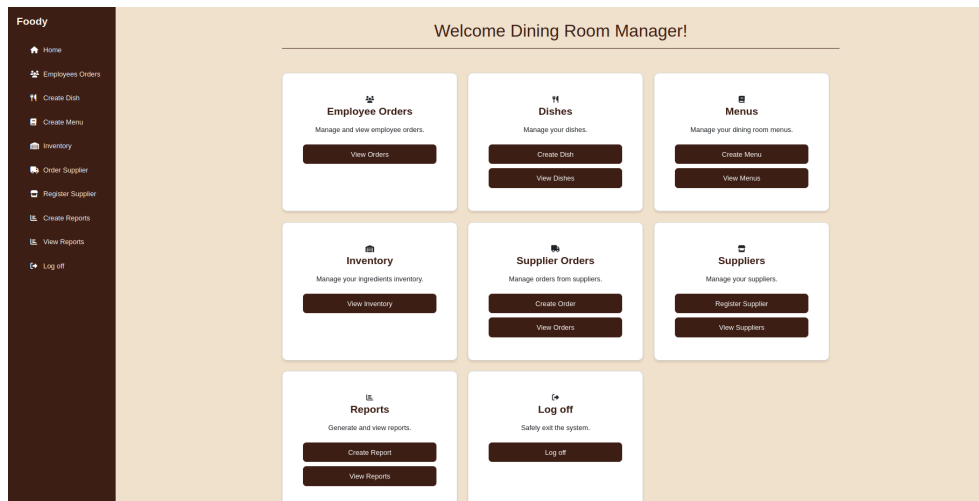 Foody
Home
Employees Orders
Create Dish
Create Menu
Inventory
Order Supplier
Register Supplier
Create Reports
View Reports
Log off
Welcome Dining Room Manager!
Employee Orders
Manage and view employee orders.
View Orders
Dishes
Manage your dishes.
Create Dish
View Dishes
Menus
Manage your dining room menus.
Create Menu
View Menus
Inventory
Manage your ingredients inventory.
View Inventory
Supplier Orders
Manage orders from suppliers.
Create Order
View Orders
Suppliers
Manage your suppliers.
Register Supplier
View Suppliers
Reports
Generate and view reports.
Create Report
View Reports
Log off
Safely exit the system.
Log off